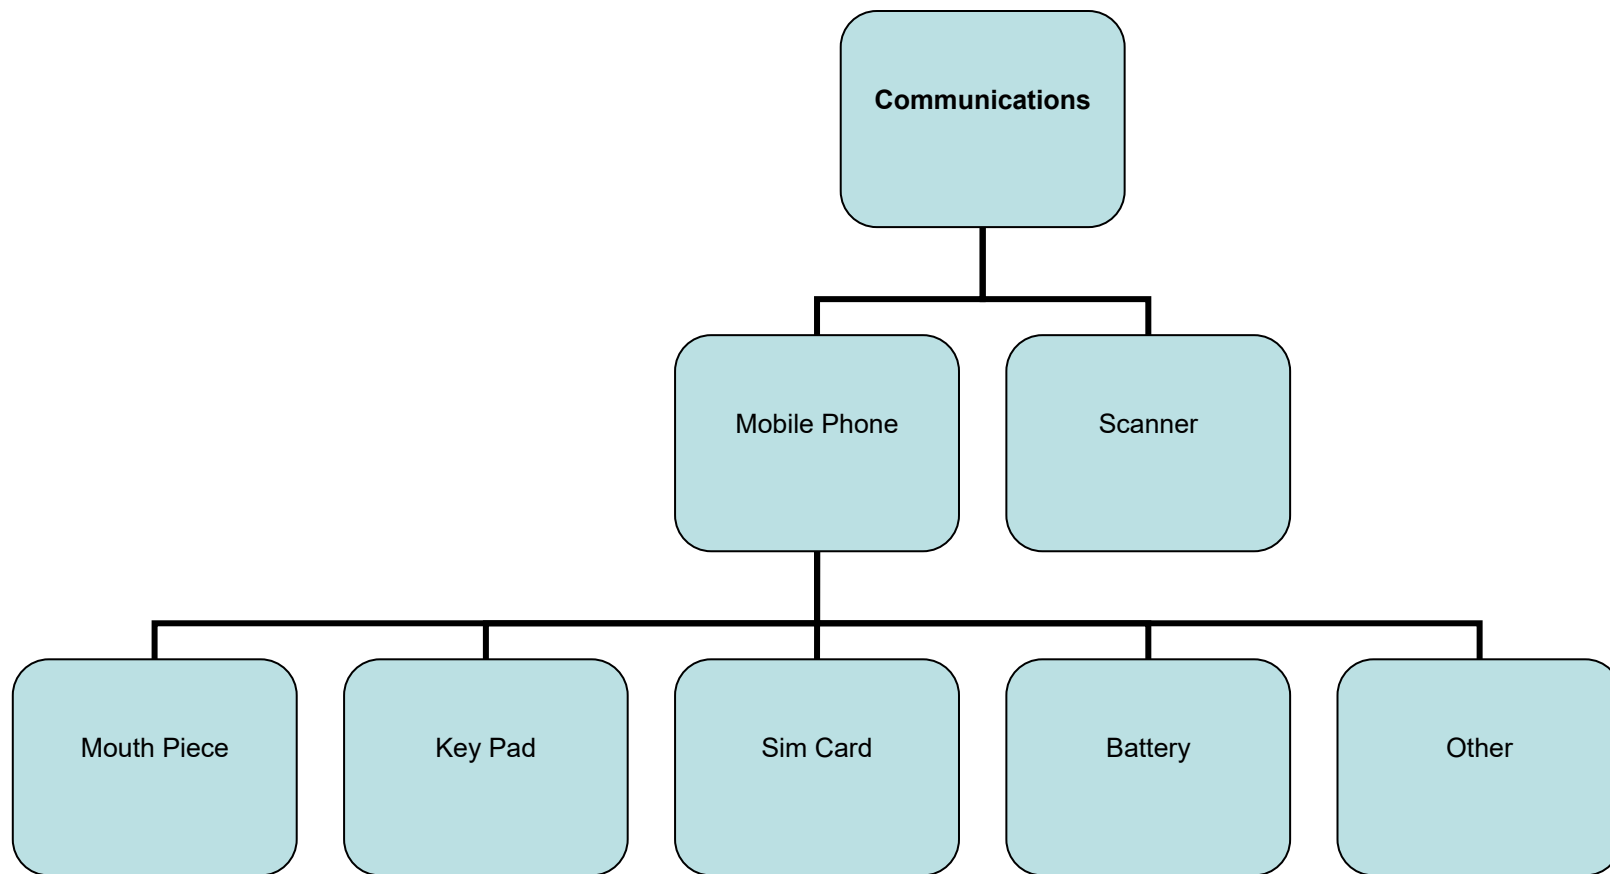 Communications
Mobile Phone
Scanner
Mouth Piece
Key Pad
Sim Card
Battery
Other